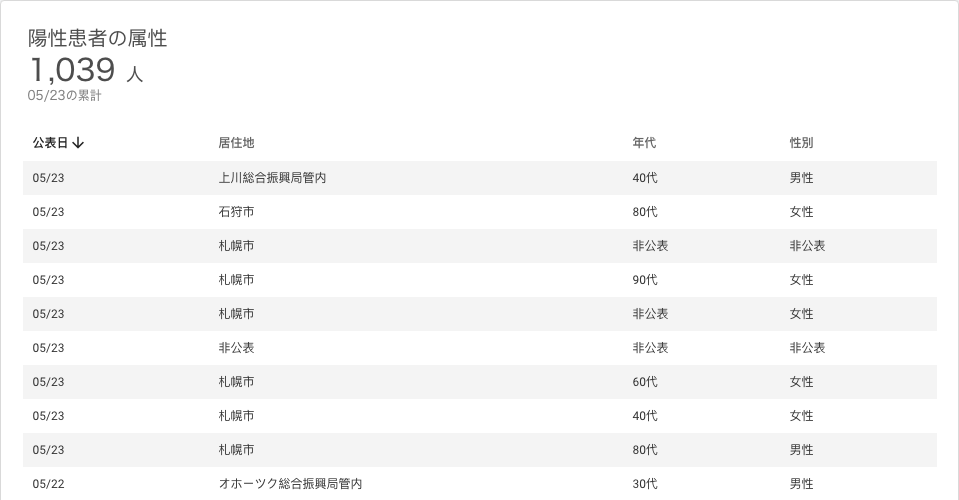 陽性患者の属性
1,039 人
05/23の累計
公表日↓ 居住地 年代 性別
05/23 上川総合振興局管内 40代 男性
05/23 石狩市 80代 女性
05/23 札幌市 非公表 非公表
05/23 札幌市 90代 女性
05/23 札幌市 非公表 女性
05/23 非公表 非公表 非公表
05/23 札幌市 60代 女性
05/23 札幌市 40代 女性
05/23 札幌市 80代 男性
05/22 オホーツク総合振興局管内 30代 男性